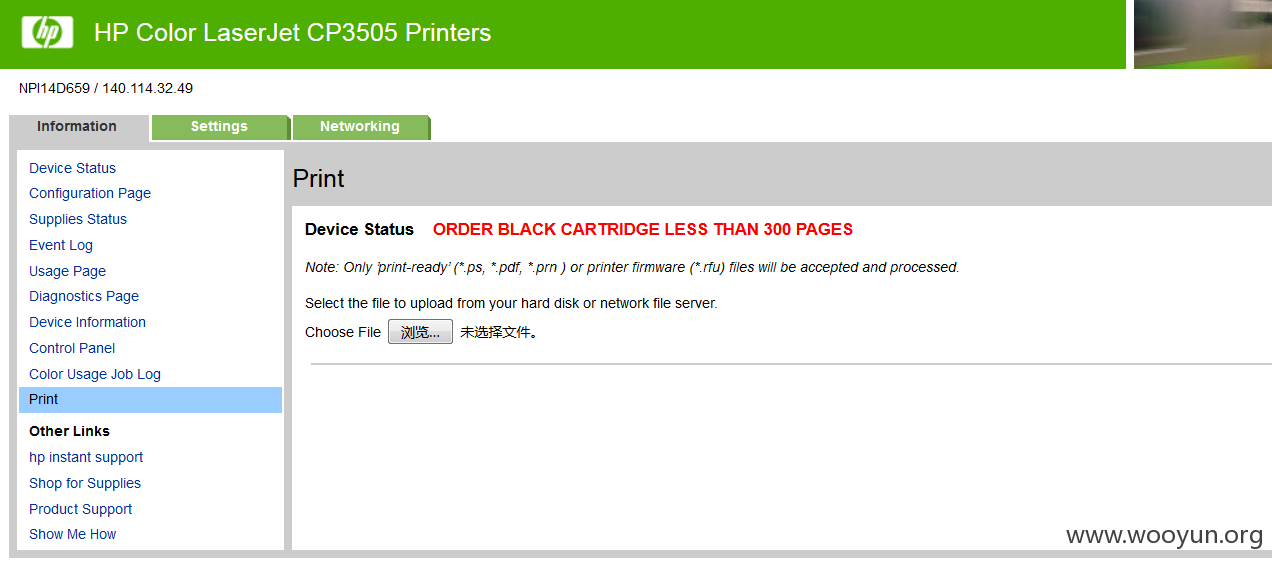 hp HP Color LaserJet CP3505 Printers
NPI14D659 / 140.114.32.49
Information Settings Networking
Device Status
Configuration Page
Supplies Status
Event Log
Usage Page
Diagnostics Page
Device Information
Control Panel
Color Usage Job Log
Print
Other Links
hp instant support
Shop for Supplies
Product Support
Show Me How
Print
Device Status ORDER BLACK CARTRIDGE LESS THAN 300 PAGES
Note: Only 'print-ready' (*.ps, *.pdf, *.prn ) or printer firmware (*.rfu) files will be accepted and processed.
Select the file to upload from your hard disk or network file server.
Choose File 浏览... 未选择文件。
www.wooyun.org